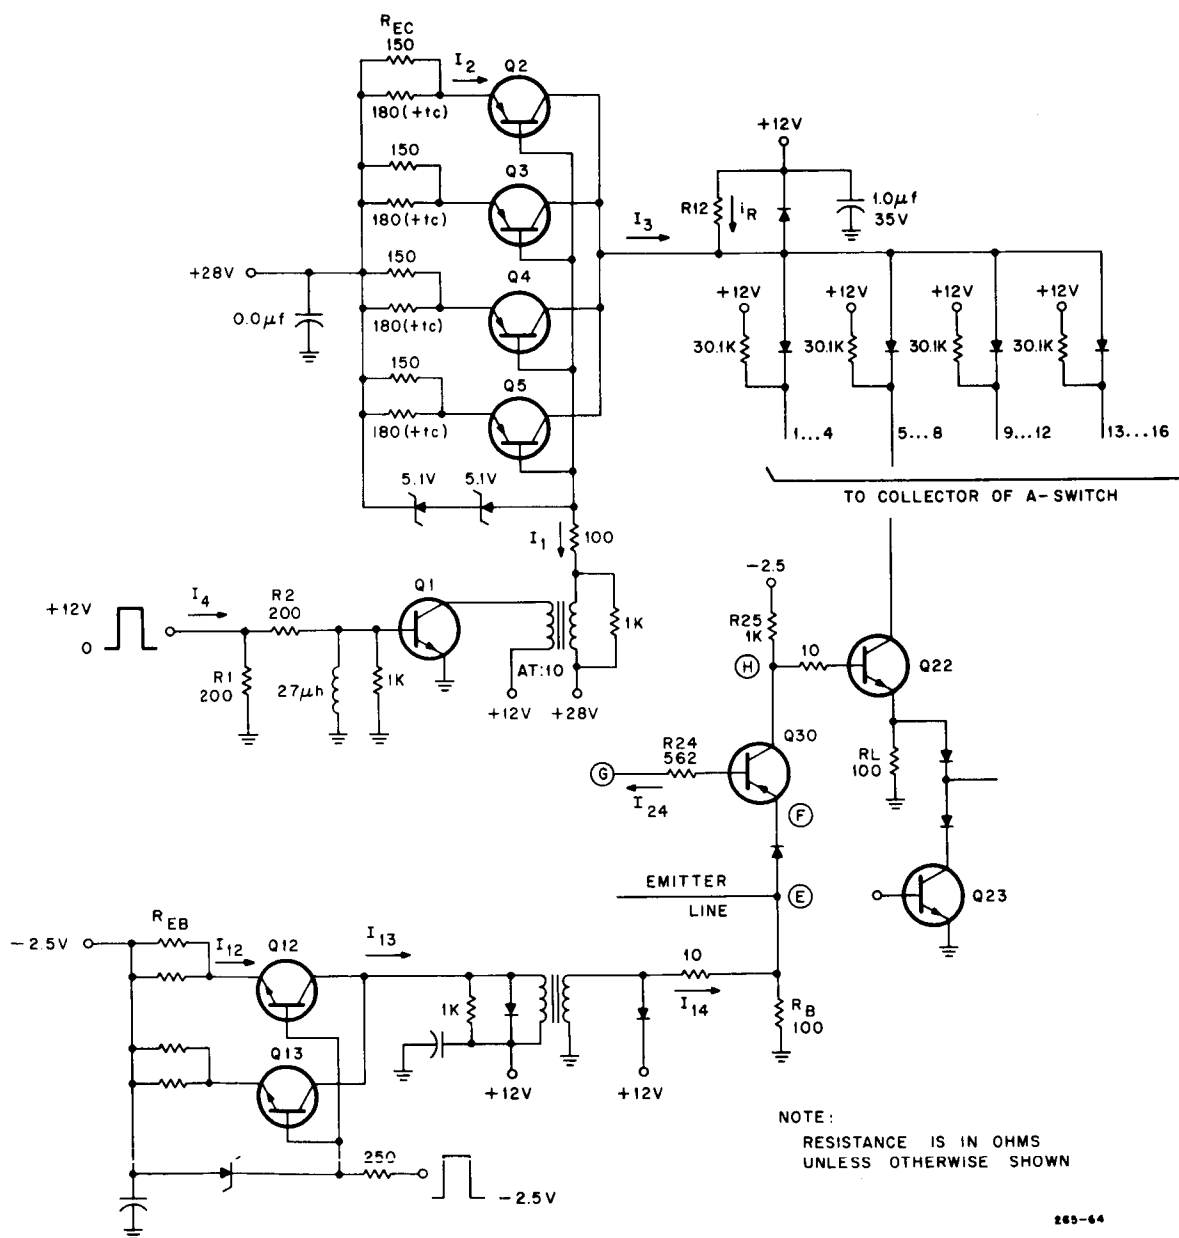 R EC
150
I2
Q2
180(+tc)
+12V
150
Q3
R12
iR
1.0μf
35V
180(+tc)
I3
150
Q4
+28V
+12V
+12V
+12V
+12V
0.0μf
180(+tc)
30.1K
30.1K
30.1K
30.1K
150
Q5
180(+tc)
1...4
5...8
9...12
13...16
5.1V
5.1V
TO COLLECTOR OF A-SWITCH
I1
100
-2.5
+12V
I4
R2
200
Q1
0
1K
R25
1K
10
H
Q22
R1
200
27μh
1K
AT:10
+12V
+28V
Q30
R24
562
G
I24
RL
100
F
EMITTER
LINE
E
Q23
R EB
-2.5V
I12
Q12
I13
10
1K
I14
RB
100
Q13
+12V
+12V
NOTE:
RESISTANCE IS IN OHMS
UNLESS OTHERWISE SHOWN
250
-2.5V
265-64